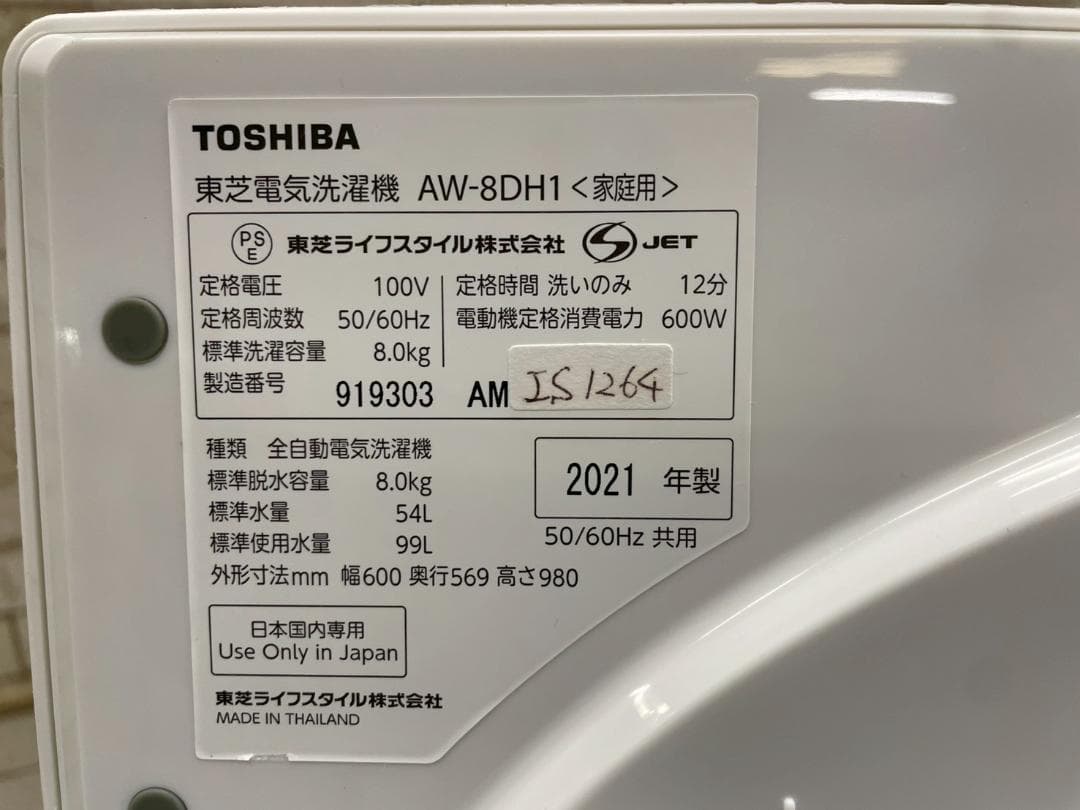 TOSHIBA
東芝電気洗濯機 AW-8DH1<家庭用>
PSE 東芝ライフスタイル株式会社 JET
定格電圧 100V 定格時間 洗いのみ 12分
定格周波数 50/60Hz 電動機定格消費電力 600W
標準洗濯容量 8.0kg
製造番号 919303 AM IS1264
種類 全自動電気洗濯機
標準脱水容量 8.0kg
2021 年製
標準水量 54L
標準使用水量 99L
50/60Hz 共用
外形寸法mm 幅600 奥行569 高さ980
日本国内専用
Use Only in Japan
東芝ライフスタイル株式会社
MADE IN THAILAND